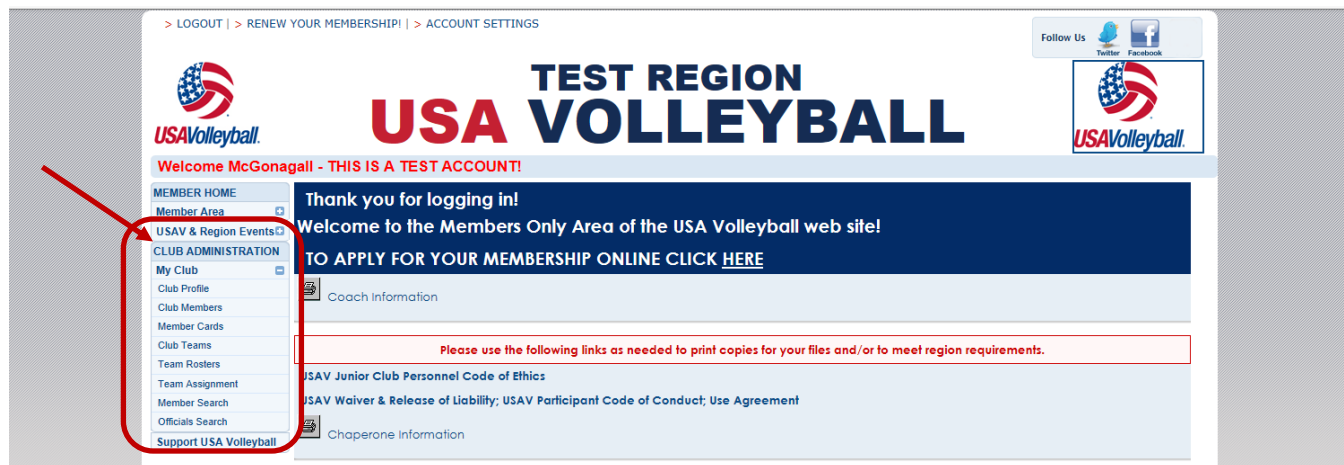 > LOGOUT | > RENEW YOUR MEMBERSHIP! | > ACCOUNT SETTINGS
Follow Us
Twitter Facebook
TEST REGION
USA VOLLEYBALL
USAVolleyball.
USAVolleyball.
Welcome McGonagall - THIS IS A TEST ACCOUNT!
MEMBER HOME
Member Area
USAV & Region Events
CLUB ADMINISTRATION
My Club
Club Profile
Club Members
Member Cards
Club Teams
Team Rosters
Team Assignment
Member Search
Officials Search
Support USA Volleyball
Thank you for logging in!
Welcome to the Members Only Area of the USA Volleyball web site!
TO APPLY FOR YOUR MEMBERSHIP ONLINE CLICK HERE
Coach Information
Please use the following links as needed to print copies for your files and/or to meet region requirements.
USAV Junior Club Personnel Code of Ethics
USAV Waiver & Release of Liability; USAV Participant Code of Conduct; Use Agreement
Chaperone Information